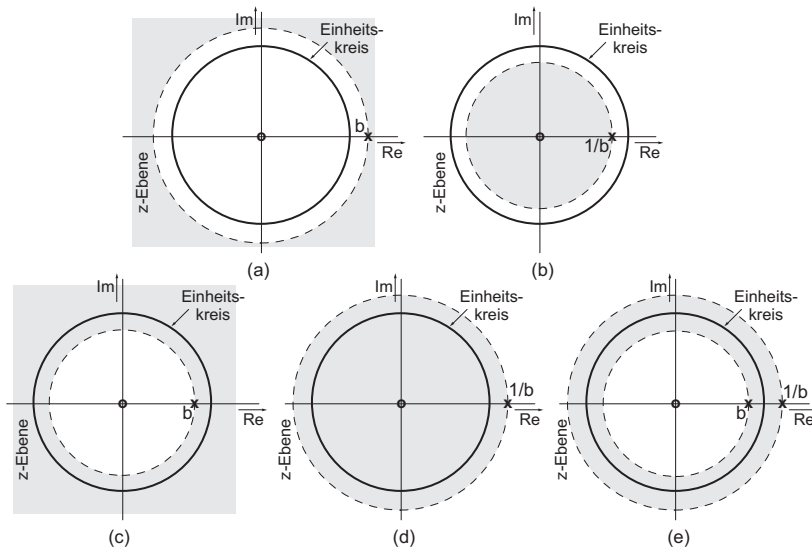 Im
Einheits-
kreis
b
Re
z-Ebene
(a)
Im
Einheits-
kreis
1/b
Re
z-Ebene
(b)
Im
Einheits-
kreis
b
Re
z-Ebene
(c)
Im
Einheits-
kreis
1/b
Re
z-Ebene
(d)
Im
Einheits-
kreis
1/b
b
Re
z-Ebene
(e)